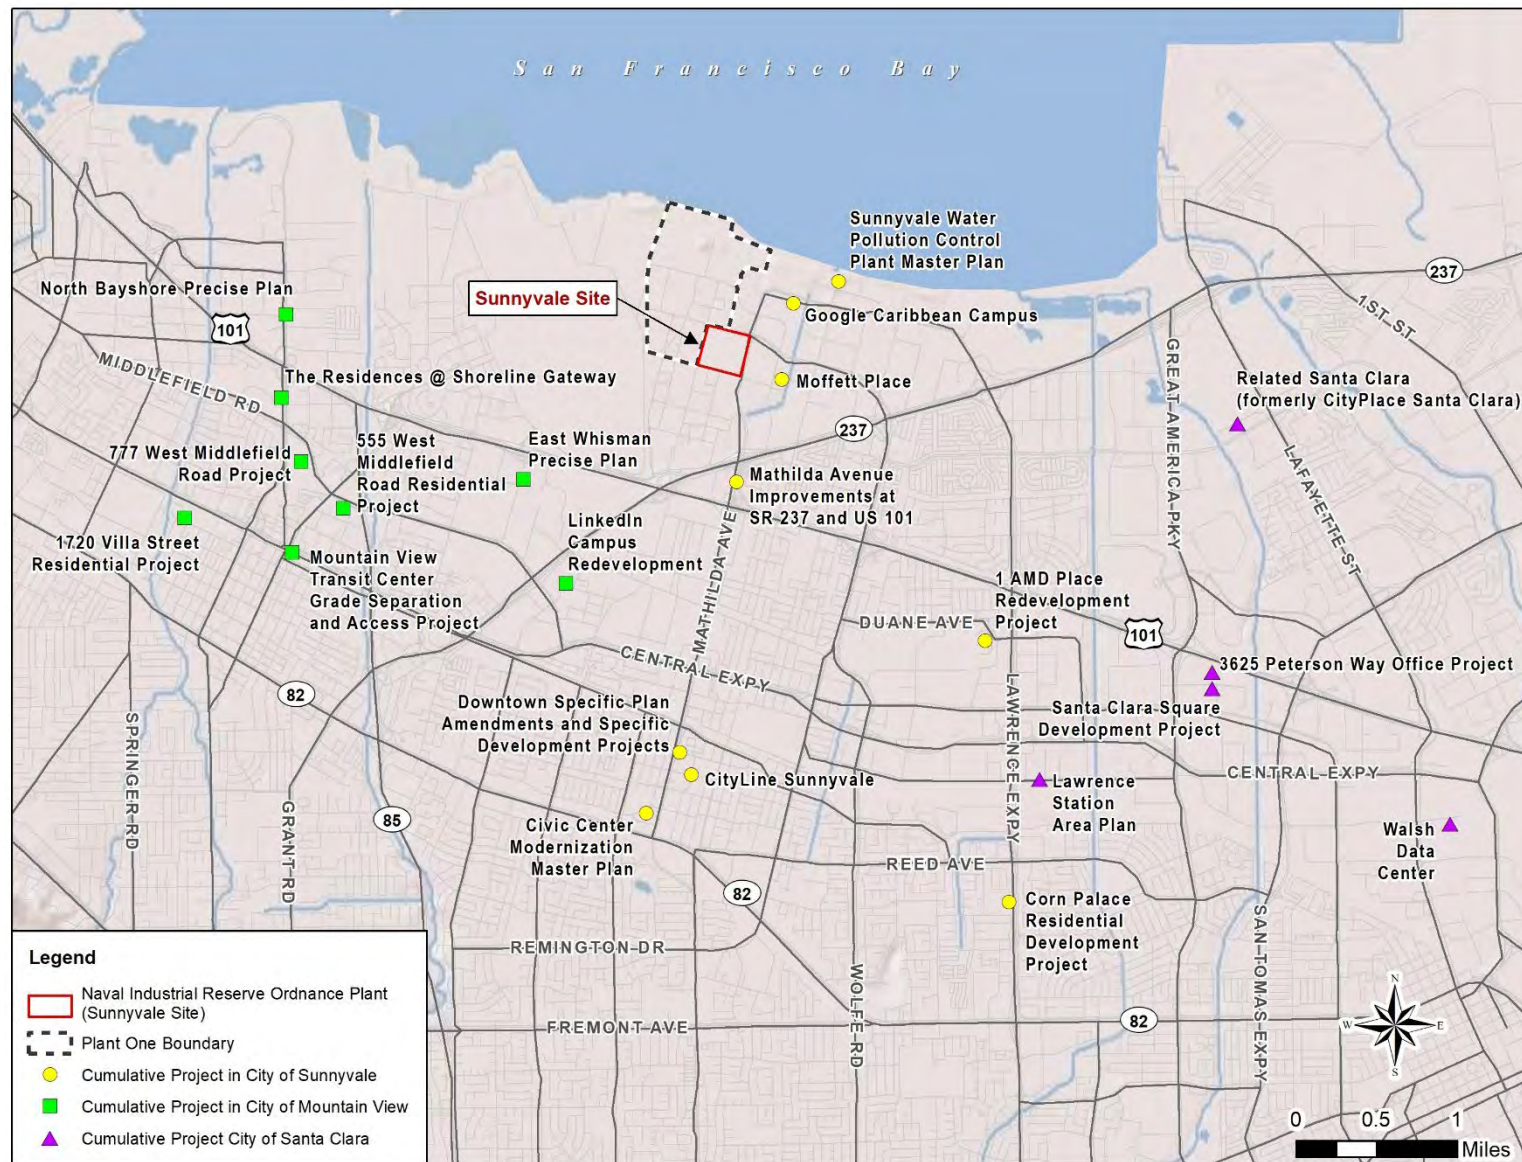 San Francisco Bay
Sunnyvale Water
Pollution Control
Plant Master Plan
237
1ST ST
North Bayshore Precise Plan
101
Sunnyvale Site
Google Caribbean Campus
MIDDLEFIELD RD
The Residences @ Shoreline Gateway
Moffett Place
GREAT AMERICA PKY
Related Santa Clara
(formerly CityPlace Santa Clara)
237
LAFAYETTE ST
777 West Middlefield
Road Project
555 West
Middlefield
Road Residential
Project
East Whisman
Precise Plan
Mathilda Avenue
Improvements at
SR 237 and US 101
1720 Villa Street
Residential Project
Mountain View
Transit Center
Grade Separation
and Access Project
LinkedIn
Campus
Redevelopment
MATHILDA AVE
1 AMD Place
Redevelopment
Project
DUANE AVE
101
3625 Peterson Way Office Project
CENTRAL EXPY
82
Downtown Specific Plan
Amendments and Specific
Development Projects
LAWRENCE EXPY
Santa Clara Square
Development Project
SPRINGER RD
CityLine Sunnyvale
CENTRAL EXPY
Lawrence
Station
Area Plan
GRANT RD
85
Civic Center
Modernization
Master Plan
Walsh
Data
Center
REED AVE
82
Corn Palace
Residential
Development
Project
SAN TOMAS EXPY
REMINGTON DR
WOLFE RD
FREMONT AVE
82
N
W
E
S
Legend
Naval Industrial Reserve Ordnance Plant
(Sunnyvale Site)
Plant One Boundary
Cumulative Project in City of Sunnyvale
Cumulative Project in City of Mountain View
Cumulative Project City of Santa Clara
0 0.5 1
Miles